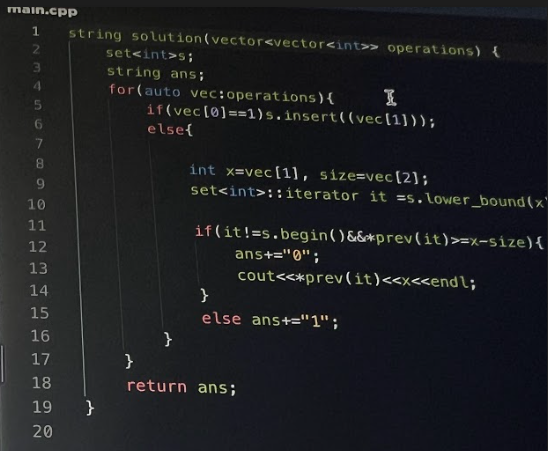 main.cpp
1 string solution(vector<vector<int>> operations) {
2 set<int>s;
3 string ans;
4 for(auto vec:operations){
5 if(vec[0]==1)s.insert((vec[1]));
6 else{
7
8 int x=vec[1], size=vec[2];
9 set<int>::iterator it =s.lower_bound(x
10
11 if(it!=s.begin()&&*prev(it)>=x-size){
12 ans+="0";
13 cout<<*prev(it)<<x<<endl;
14 }
15 else ans+="1";
16 }
17 }
18 return ans;
19 }
20